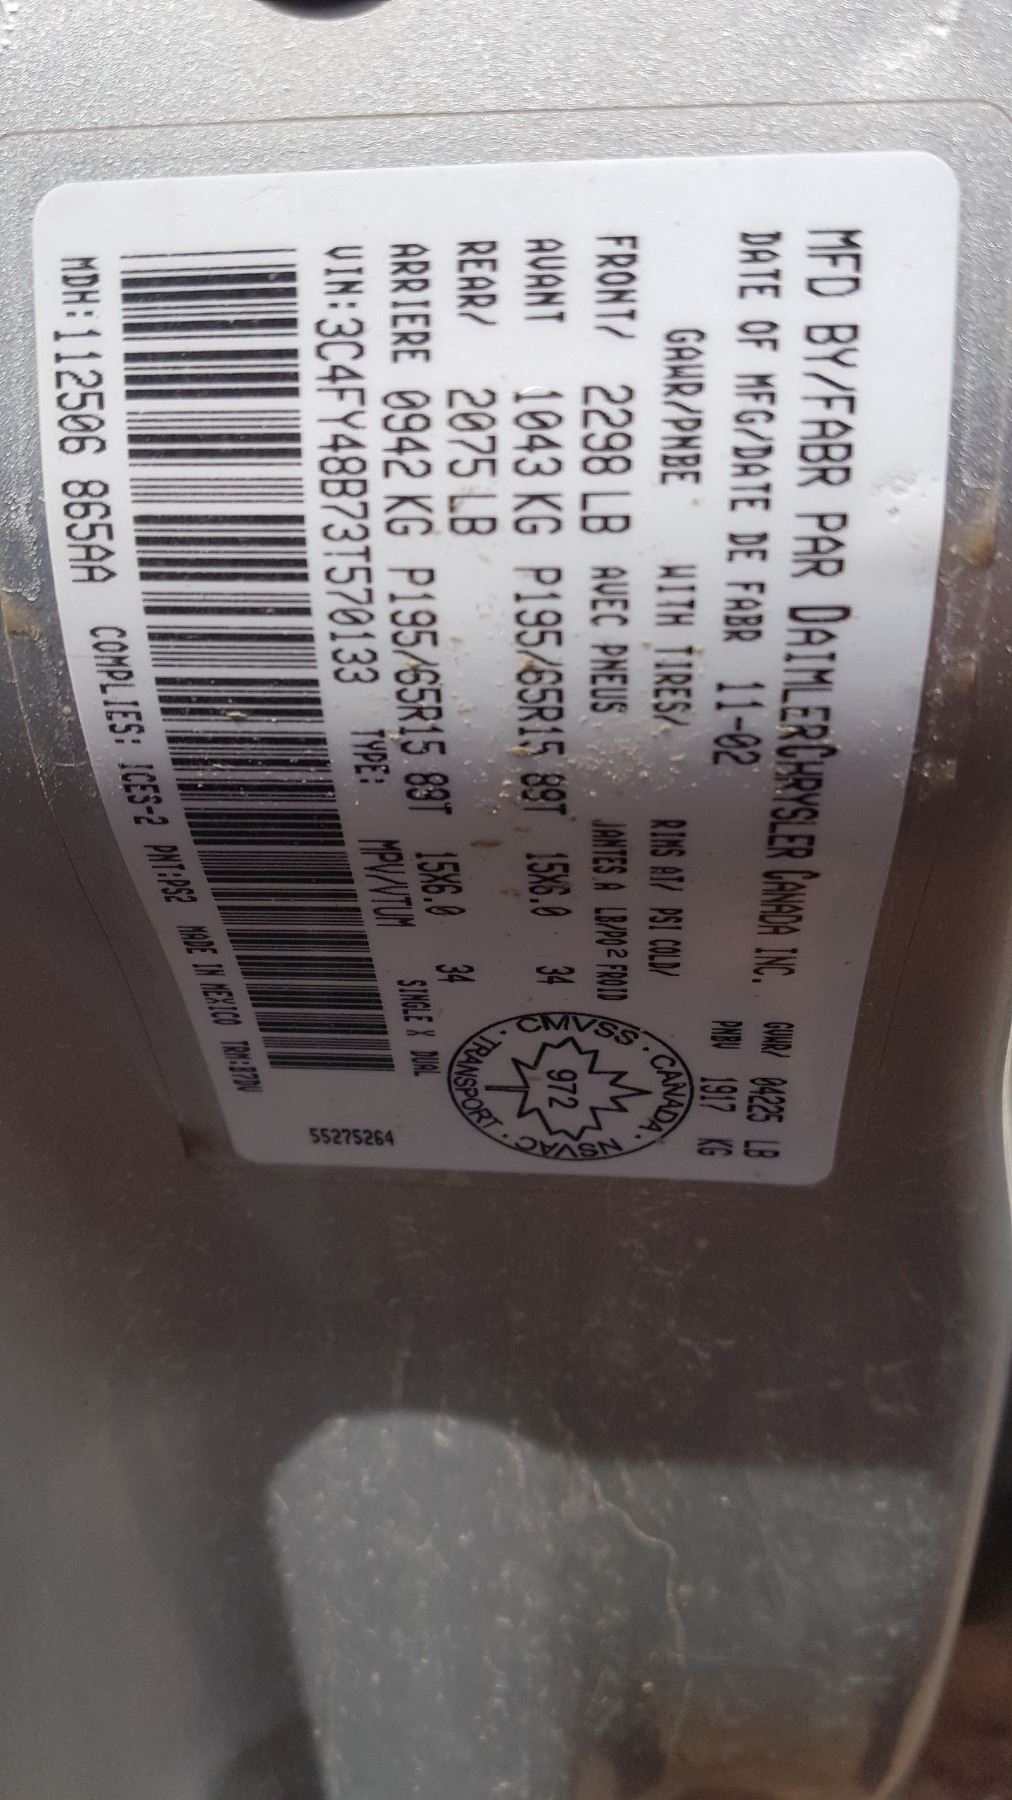 MFD BY/FABR PAR DAIMLERCHRYSLER CANADA INC.
DATE OF MFG/DATE DE FABR 11-02 GVWR/ 04225 LB
PNBV 1917 KG
GAWR/PNBE WITH TIRES/ RIMS AT/ PSI COLD/
FRONT/ 2298 LB AVEC PNEUS JANTES A LB/PO2 FROID
AVANT 1043 KG P195/65R15 89T 15X6.0 34
REAR/ 2075 LB
ARRIERE 0942 KG P195/65R15 89T 15X6.0 34
VIN:3C4FY48B73T570133 TYPE: MPV/VTUM SINGLE X DUAL
MDH:112506 865AA COMPLIES: ICES-2 PNT:PS2 MADE IN MEXICO TRM:B7DV
55275264
CMVSS · CANADA · NSVAC · TRANSPORT ·
972